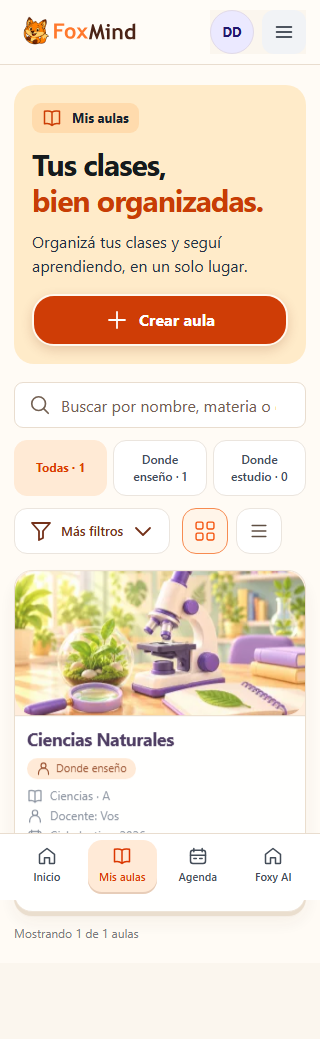 FoxMind
DD
Mis aulas
Tus clases,
bien organizadas.
Organizá tus clases y seguí
aprendiendo, en un solo lugar.
Crear aula
Buscar por nombre, materia o
Todas · 1
Donde
enseño · 1
Donde
estudio · 0
Más filtros
Ciencias Naturales
Donde enseño
Ciencias · A
Docente: Vos
Inicio
Mis aulas
Agenda
Foxy AI
Mostrando 1 de 1 aulas